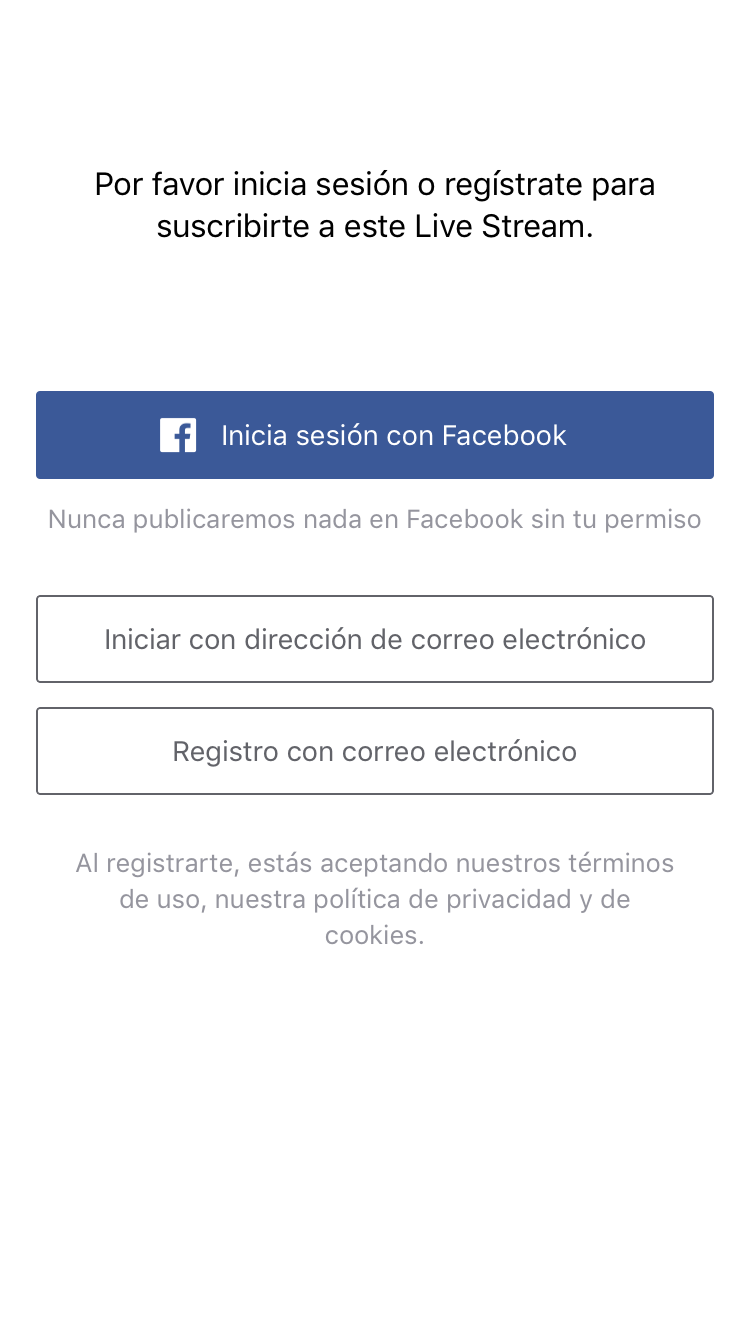 Por favor inicia sesión o regístrate para
suscribirte a este Live Stream.
Inicia sesión con Facebook
Nunca publicaremos nada en Facebook sin tu permiso
Iniciar con dirección de correo electrónico
Registro con correo electrónico
Al registrarte, estás aceptando nuestros términos
de uso, nuestra política de privacidad y de
cookies.